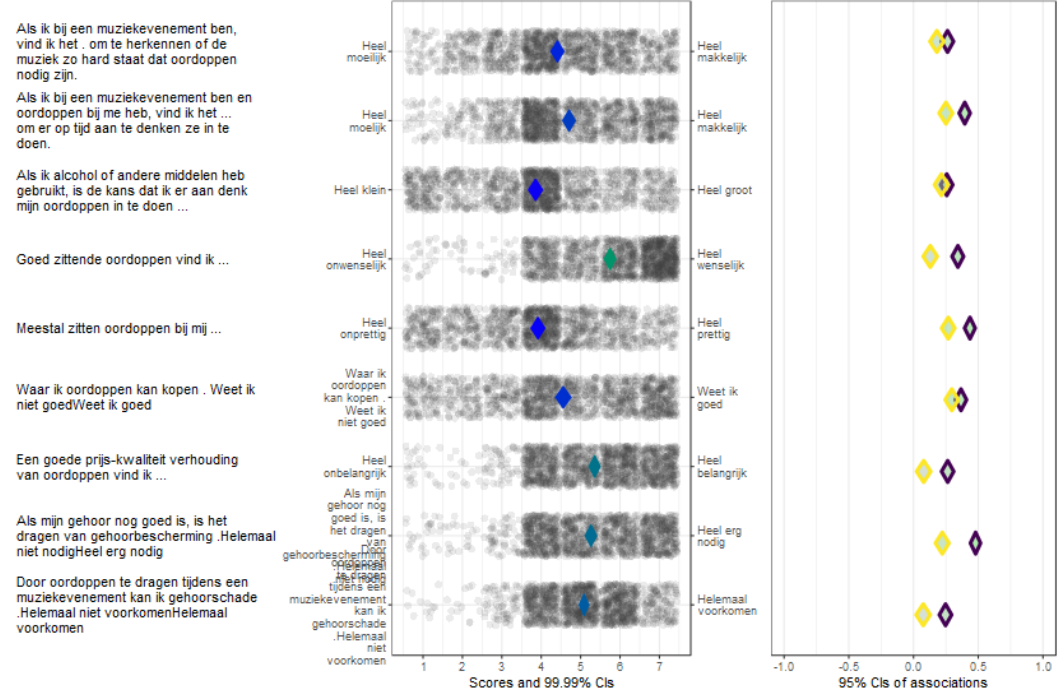 Als ik bij een muziekevenement ben,
vind ik het . om te herkennen of de
muziek zo hard staat dat oordoppen
nodig zijn.
Heel
moeilijk
Heel
makkelijk
Als ik bij een muziekevenement ben en
oordoppen bij me heb, vind ik het ...
om er op tijd aan te denken ze in te
doen.
Heel
moelijk
Heel
makkelijk
Als ik alcohol of andere middelen heb
gebruikt, is de kans dat ik er aan denk
mijn oordoppen in te doen ...
Heel klein
Heel groot
Goed zittende oordoppen vind ik ...
Heel
onwenselijk
Heel
wenselijk
Meestal zitten oordoppen bij mij ...
Heel
onprettig
Heel
prettig
Waar ik oordoppen kan kopen . Weet ik
niet goedWeet ik goed
Waar ik
oordoppen
kan kopen .
Weet ik
niet goed
Weet ik
goed
Een goede prijs-kwaliteit verhouding
van oordoppen vind ik ...
Heel
onbelangrijk
Heel
belangrijk
Als mijn gehoor nog goed is, is het
dragen van gehoorbescherming .Helemaal
niet nodigHeel erg nodig
Als mijn
gehoor nog
goed is, is
het dragen
van
gehoorbescherming
.Helemaal
niet nodig
Heel erg
nodig
Door oordoppen te dragen tijdens een
muziekevenement kan ik gehoorschade
.Helemaal niet voorkomenHelemaal
voorkomen
Door
oordoppen
te dragen
tijdens een
muziekevenement
kan ik
gehoorschade
.Helemaal
niet
voorkomen
Helemaal
voorkomen
1 2 3 4 5 6 7
Scores and 99.99% CIs
-1.0 -0.5 0.0 0.5 1.0
95% CIs of associations